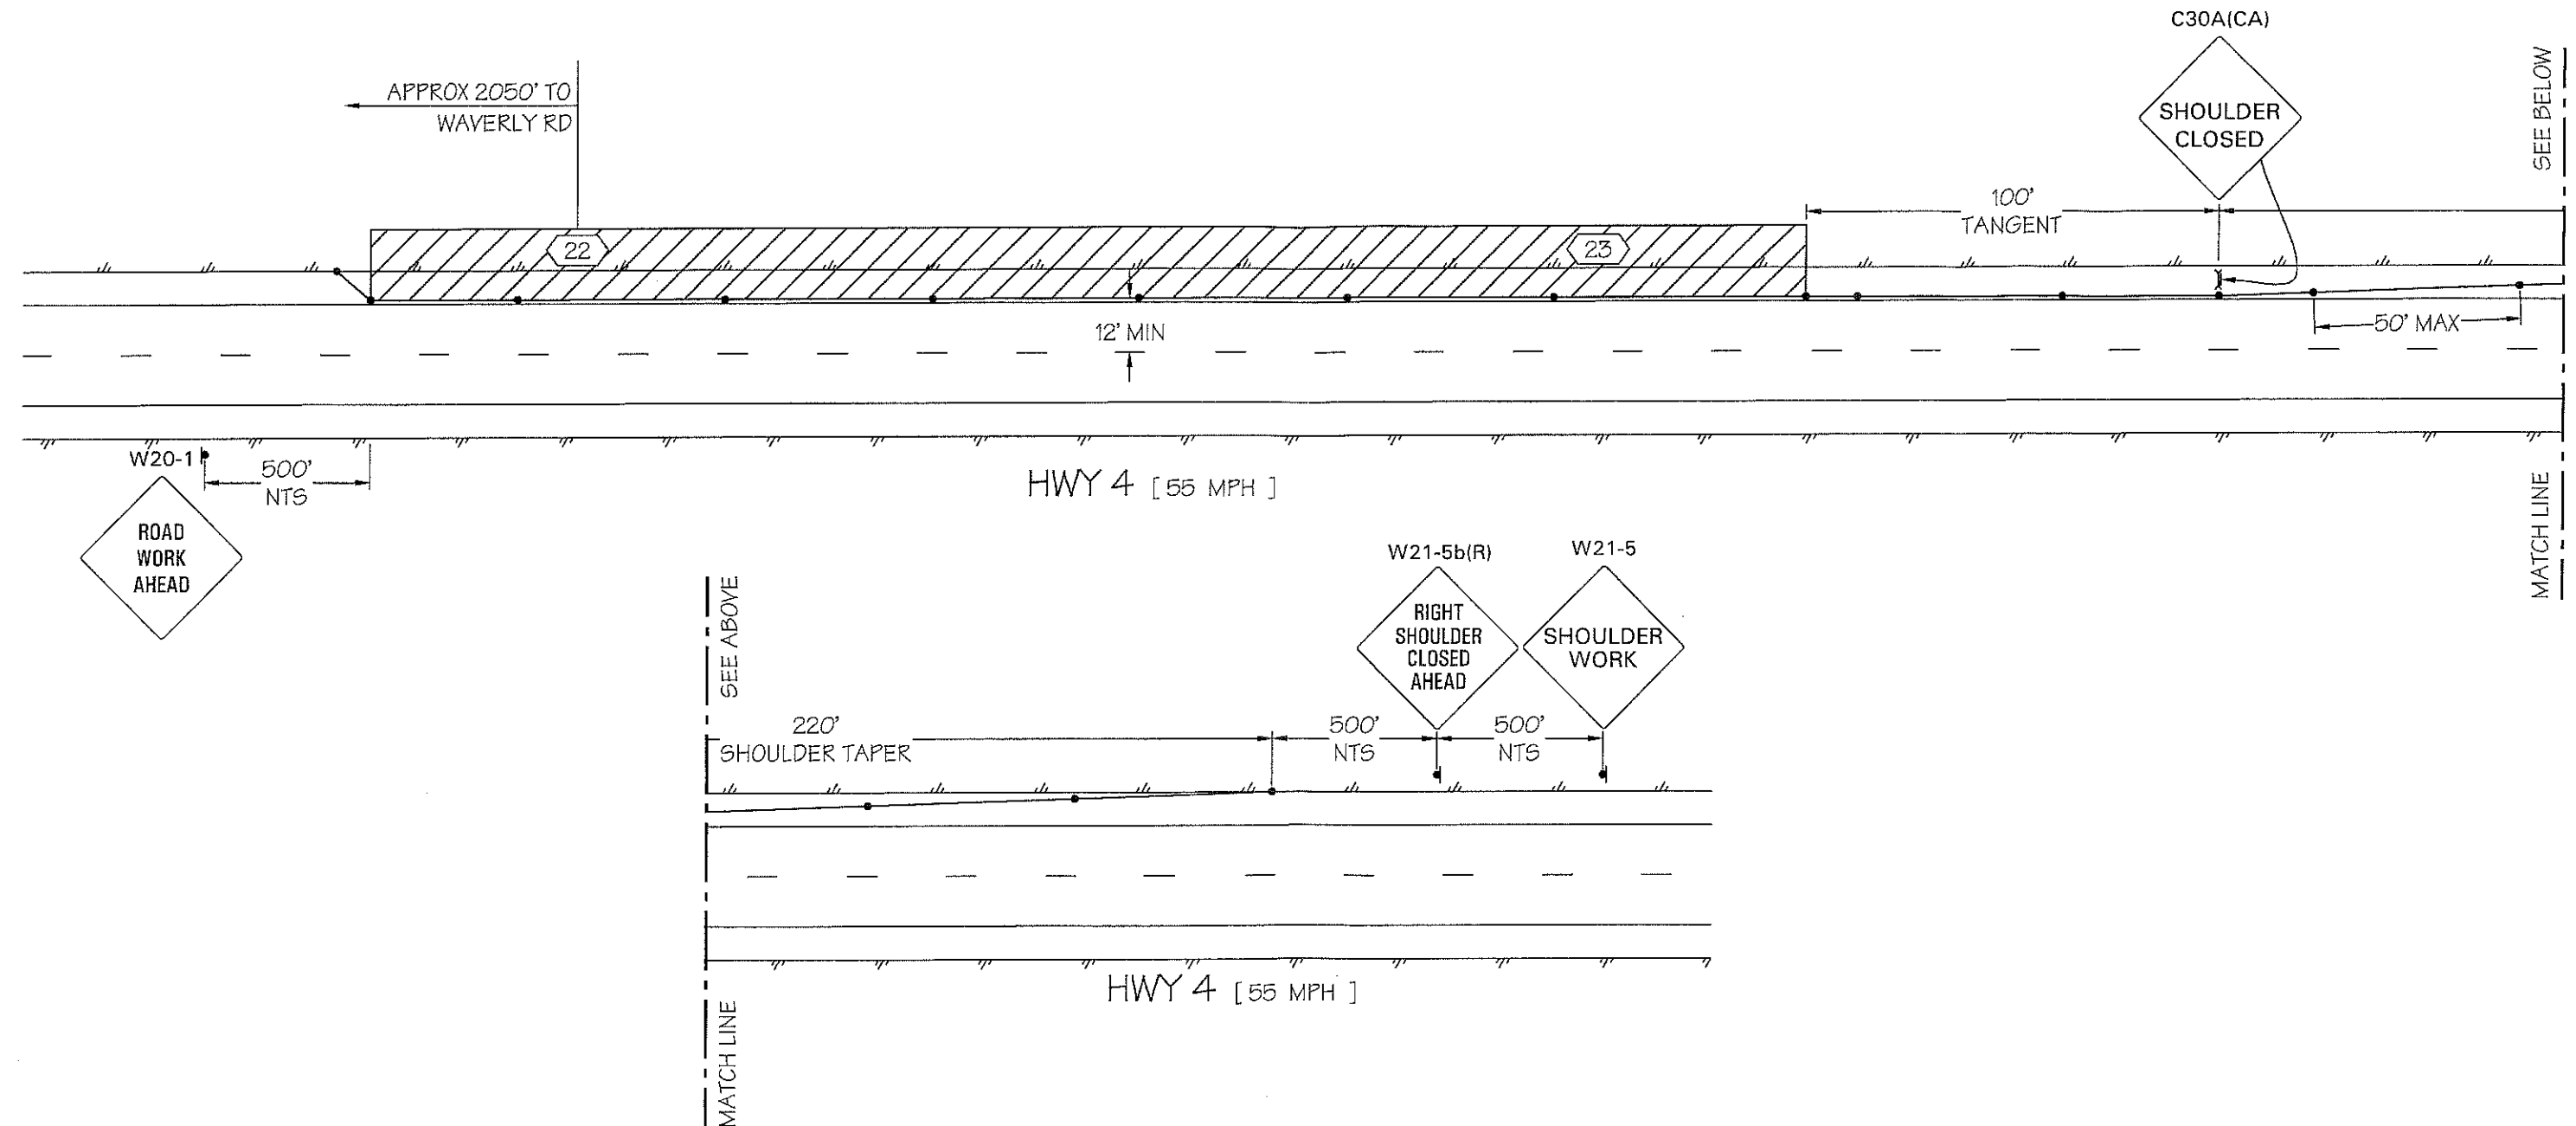 C30A(CA)
SHOULDER
CLOSED
SEE BELOW
APPROX 2050' TO
WAVERLY RD
22
23
100'
TANGENT
50' MAX
12' MIN
W20-1
500'
NTS
ROAD
WORK
AHEAD
HWY 4 [ 55 MPH ]
MATCH LINE
W21-5b(R)
RIGHT
SHOULDER
CLOSED
AHEAD
W21-5
SHOULDER
WORK
SEE ABOVE
220'
SHOULDER TAPER
500'
NTS
500'
NTS
HWY 4 [ 55 MPH ]
MATCH LINE